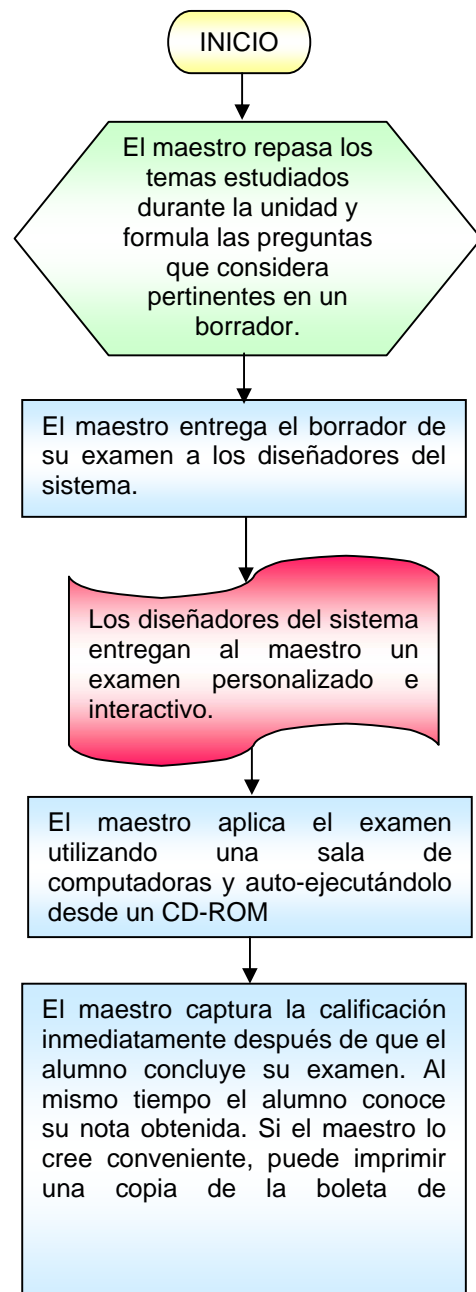 INICIO
El maestro repasa los
temas estudiados
durante la unidad y
formula las preguntas
que considera
pertinentes en un
borrador.
El maestro entrega el borrador de
su examen a los diseñadores del
sistema.
Los diseñadores del sistema
entregan al maestro un
examen personalizado e
interactivo.
El maestro aplica el examen
utilizando una sala de
computadoras y auto-ejecutándolo
desde un CD-ROM
El maestro captura la calificación
inmediatamente después de que el
alumno concluye su examen. Al
mismo tiempo el alumno conoce
su nota obtenida. Si el maestro lo
cree conveniente, puede imprimir
una copia de la boleta de